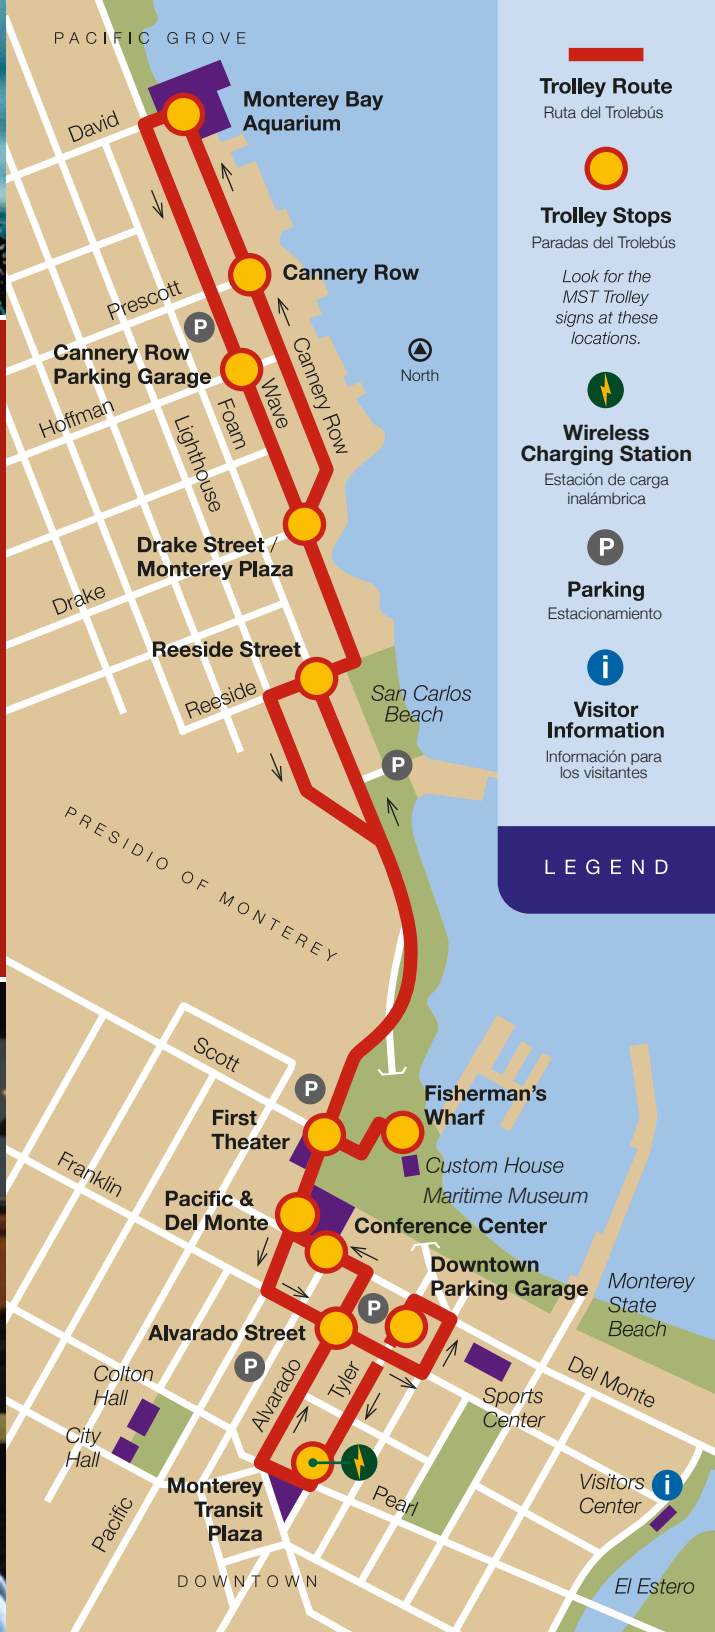 PACIFIC GROVE
Monterey Bay
Aquarium
David
Cannery Row
Prescott
P
Cannery Row
Parking Garage
North
Cannery Row
Wave
Foam
Hoffman
Lighthouse
Drake Street /
Monterey Plaza
Drake
Reeside Street
Reeside
San Carlos
Beach
P
PRESIDIO OF MONTEREY
Scott
P
Fisherman's
Wharf
First
Theater
Custom House
Franklin
Maritime Museum
Pacific &
Del Monte
Conference Center
Downtown
Parking Garage
Monterey
State
Beach
P
Alvarado Street
P
Del Monte
Colton
Hall
Alvarado
Tyler
Sports
Center
City
Hall
Monterey
Transit
Plaza
Pearl
Visitors
Center
i
Pacific
DOWNTOWN
El Estero
Trolley Route
Ruta del Trolebús
Trolley Stops
Paradas del Trolebús
Look for the
MST Trolley
signs at these
locations.
Wireless
Charging Station
Estación de carga
inalámbrica
P
Parking
Estacionamiento
i
Visitor
Information
Información para
los visitantes
LEGEND